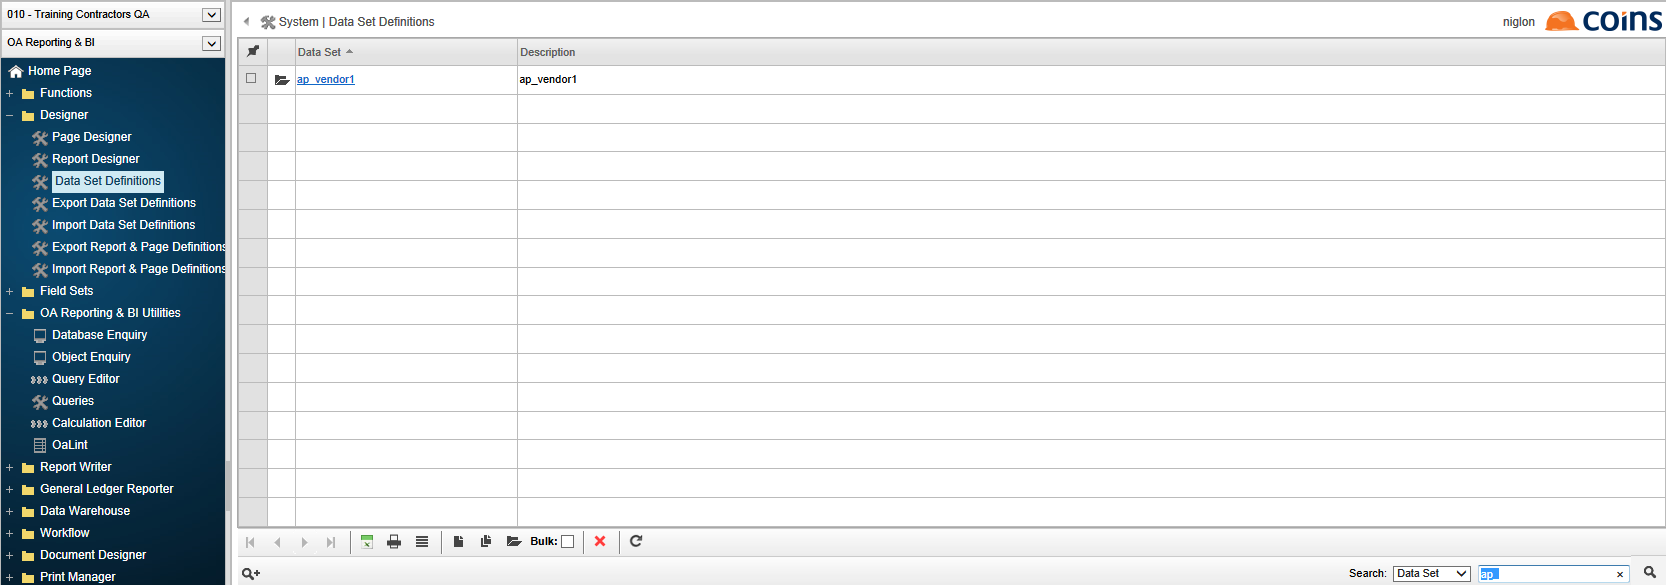 010 - Training Contractors QA
OA Reporting & BI
Home Page
Functions
Designer
Page Designer
Report Designer
Data Set Definitions
Export Data Set Definitions
Import Data Set Definitions
Export Report & Page Definitions
Import Report & Page Definitions
Field Sets
OA Reporting & BI Utilities
Database Enquiry
Object Enquiry
Query Editor
Queries
Calculation Editor
OaLint
Report Writer
General Ledger Reporter
Data Warehouse
Workflow
Document Designer
Print Manager
System | Data Set Definitions
niglon
coins
Data Set Description
ap_vendor1 ap_vendor1
Bulk:
Search: Data Set ap_